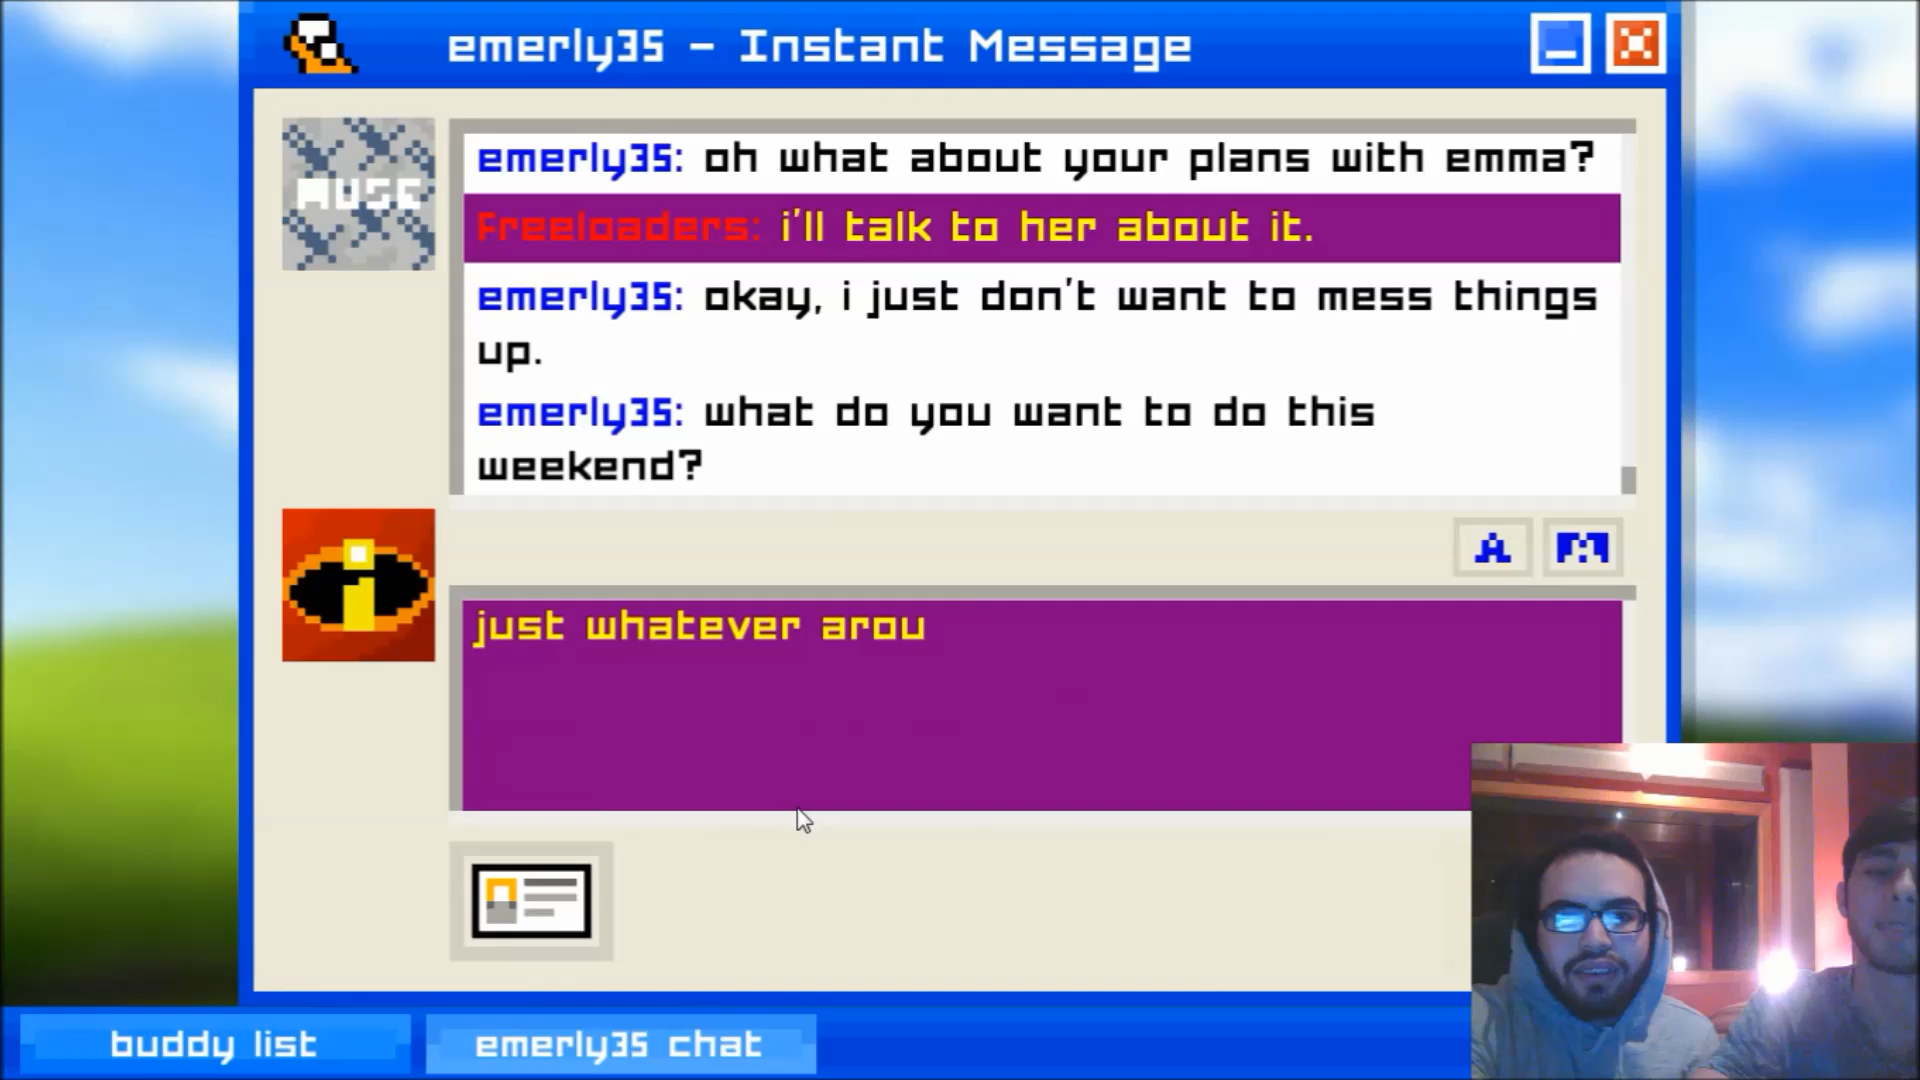 emerly35 - Instant Message
MUSE
emerly35: oh what about your plans with emma?
Freeloaders: i'll talk to her about it.
emerly35: okay, i just don't want to mess things
up.
emerly35: what do you want to do this
weekend?
A
just whatever arou
buddy list
emerly35 chat